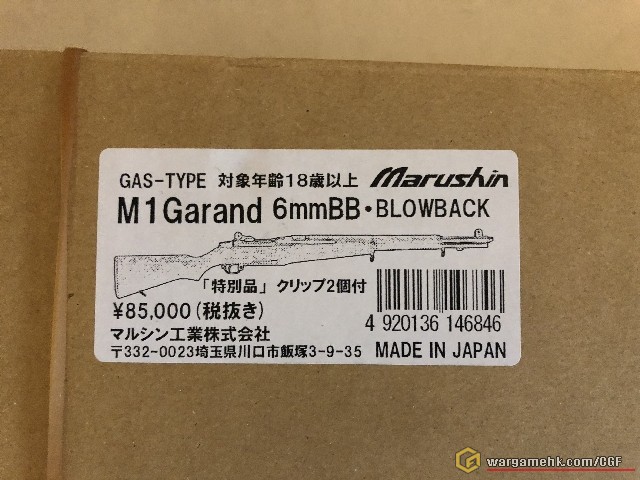 GAS-TYPE 対象年齢18歳以上 Marushin
M1Garand 6mmBB・BLOWBACK
「特別品」 クリップ2個付
¥85,000(税抜き)
マルシン工業株式会社
〒332-0023埼玉県川口市飯塚3-9-35
4 920136 146846
MADE IN JAPAN
G wargamehk.com/CGF